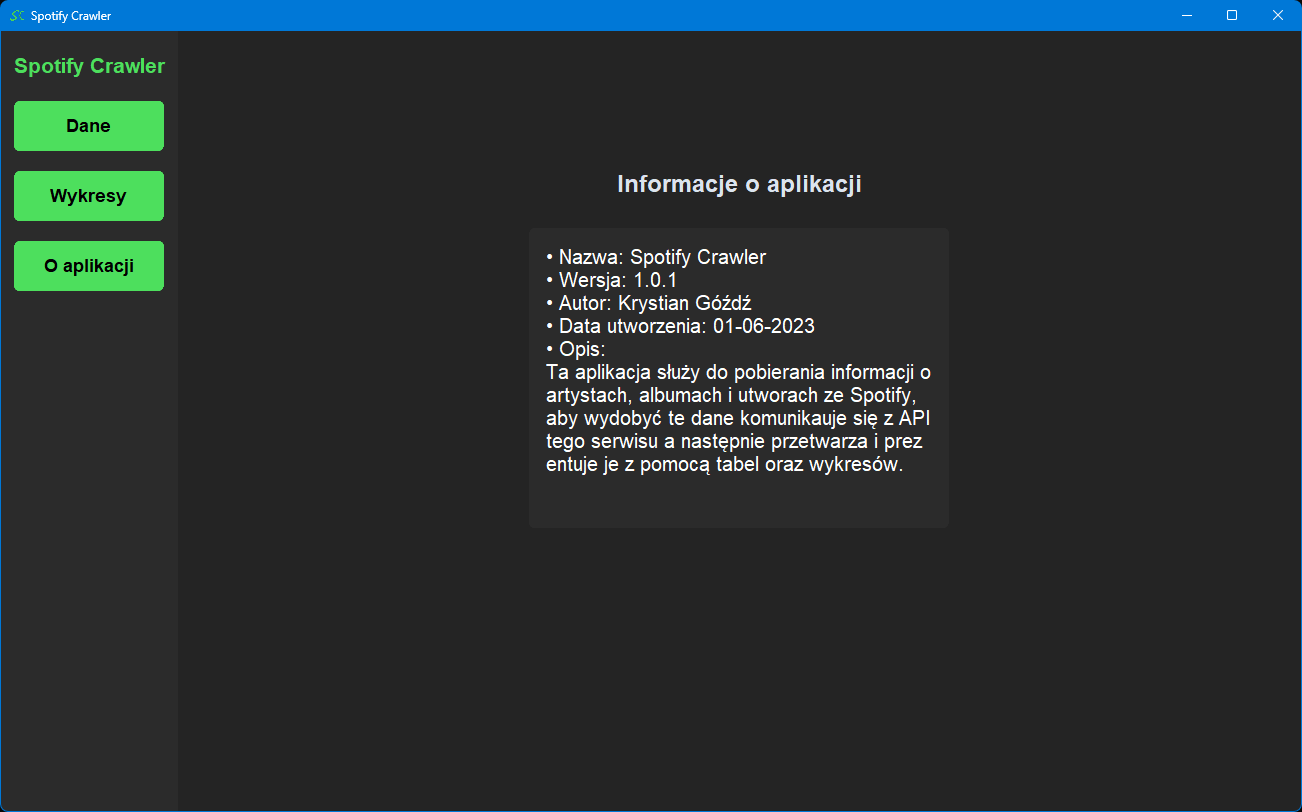 Spotify Crawler
Spotify Crawler
Dane
Wykresy
O aplikacji
Informacje o aplikacji
• Nazwa: Spotify Crawler
• Wersja: 1.0.1
• Autor: Krystian Góźdź
• Data utworzenia: 01-06-2023
• Opis:
Ta aplikacja służy do pobierania informacji o
artystach, albumach i utworach ze Spotify,
aby wydobyć te dane komunikauje się z API
tego serwisu a następnie przetwarza i prez
entuje je z pomocą tabel oraz wykresów.